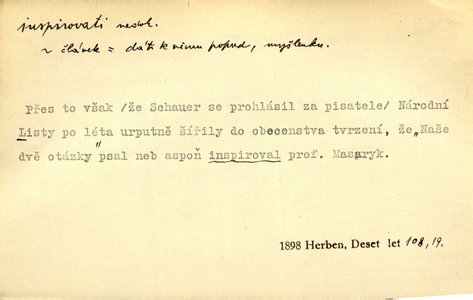 inspirovati nedok.
~ článek = dáti k němu popud, myšlenku.
Přes to však /že Schauer se prohlásil za pisatele/ Národní
Listy po léta urputně šířily do obecenstva tvrzení, že„Naše
dvě otázky"psal neb aspoň inspiroval prof. Masaryk.
1898 Herben, Deset let 108, 19.